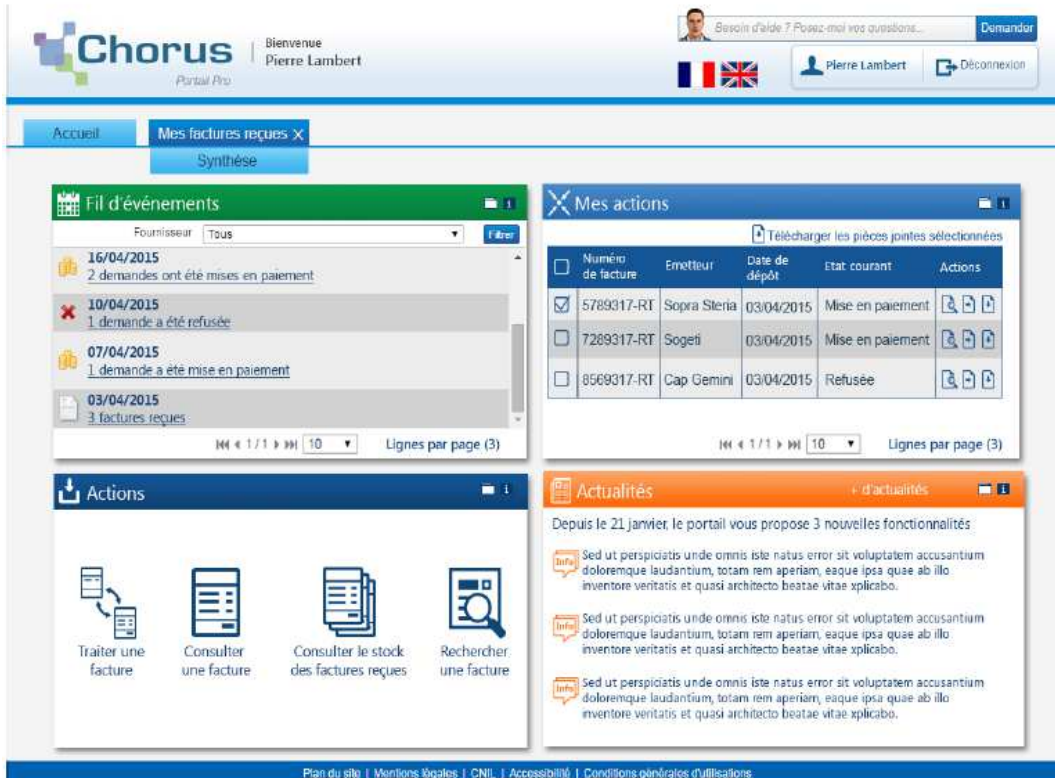 Chorus
Portail Pro
Bienvenue
Pierre Lambert
Besoin d'aide ? Posez-moi vos questions...
Demander
Pierre Lambert
Déconnexion
Accueil
Mes factures reçues X
Synthèse
Fil d'événements
Fournisseur
Tous
Filtrer
16/04/2015
2 demandes ont été mises en paiement
10/04/2015
1 demande a été refusée
07/04/2015
1 demande a été mise en paiement
03/04/2015
3 factures reçues
1/1
10
Lignes par page (3)
Mes actions
Télécharger les pièces jointes sélectionnées
Numéro de facture Emetteur Date de dépôt Etat courant Actions
5789317-RT Sopra Steria 03/04/2015 Mise en paiement
7289317-RT Sogeti 03/04/2015 Mise en paiement
8569317-RT Cap Gemini 03/04/2015 Refusée
1/1
10
Lignes par page (3)
Actions
Traiter une
facture
Consulter
une facture
Consulter le stock
des factures reçues
Rechercher
une facture
Actualités
+ d'actualités
Depuis le 21 janvier, le portail vous propose 3 nouvelles fonctionnalités
Info
Sed ut perspiciatis unde omnis iste natus error sit voluptatem accusantium
doloremque laudantium, totam rem aperiam, eaque ipsa quae ab illo
inventore veritatis et quasi architecto beatae vitae xplicabo.
Info
Sed ut perspiciatis unde omnis iste natus error sit voluptatem accusantium
doloremque laudantium, totam rem aperiam, eaque ipsa quae ab illo
inventore veritatis et quasi architecto beatae vitae xplicabo.
Info
Sed ut perspiciatis unde omnis iste natus error sit voluptatem accusantium
doloremque laudantium, totam rem aperiam, eaque ipsa quae ab illo
inventore veritatis et quasi architecto beatae vitae xplicabo.
Plan du site | Mentions légales | CNIL | Accessibilité | Conditions générales d'utilisations